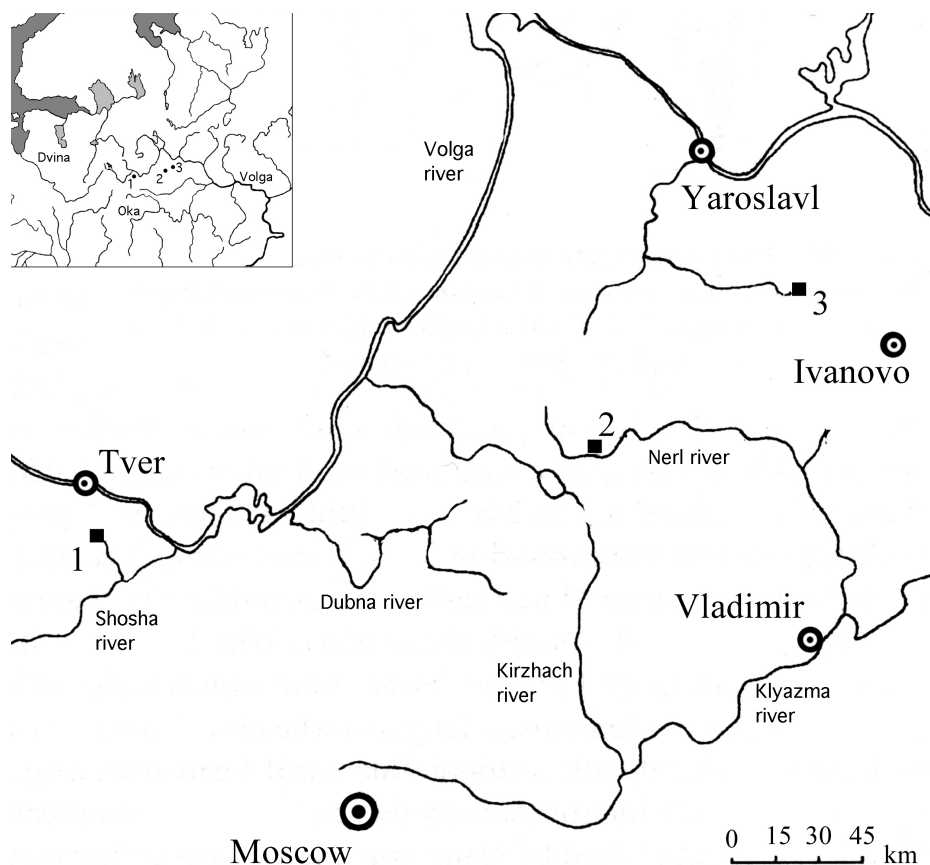 Dvina
Volga
1
2
3
Oka
Volga
river
Yaroslavl
3
Ivanovo
2
Nerl river
Tver
1
Shosha
river
Dubna river
Vladimir
Kirzhach
river
Klyazma
river
Moscow
0 15 30 45
km